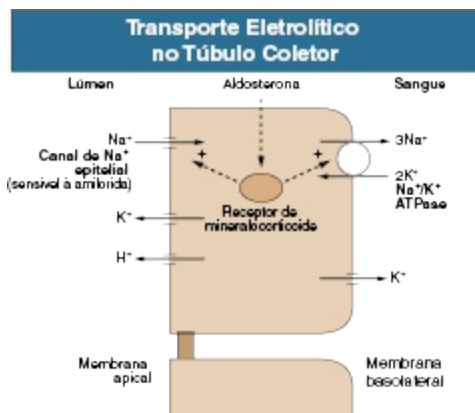 Transporte Eletrolítico
no Túbulo Coletor
Lúmen
Aldosterona
Sangue
Na⁺
3Na⁺
Canal de Na⁺
epitelial
(sensível à amilorida)
+
+
2K⁺
Na⁺/K⁺
ATPase
Receptor de
mineralocorticoide
K⁺
H⁺
K⁺
Membrana
apical
Membrana
basolateral